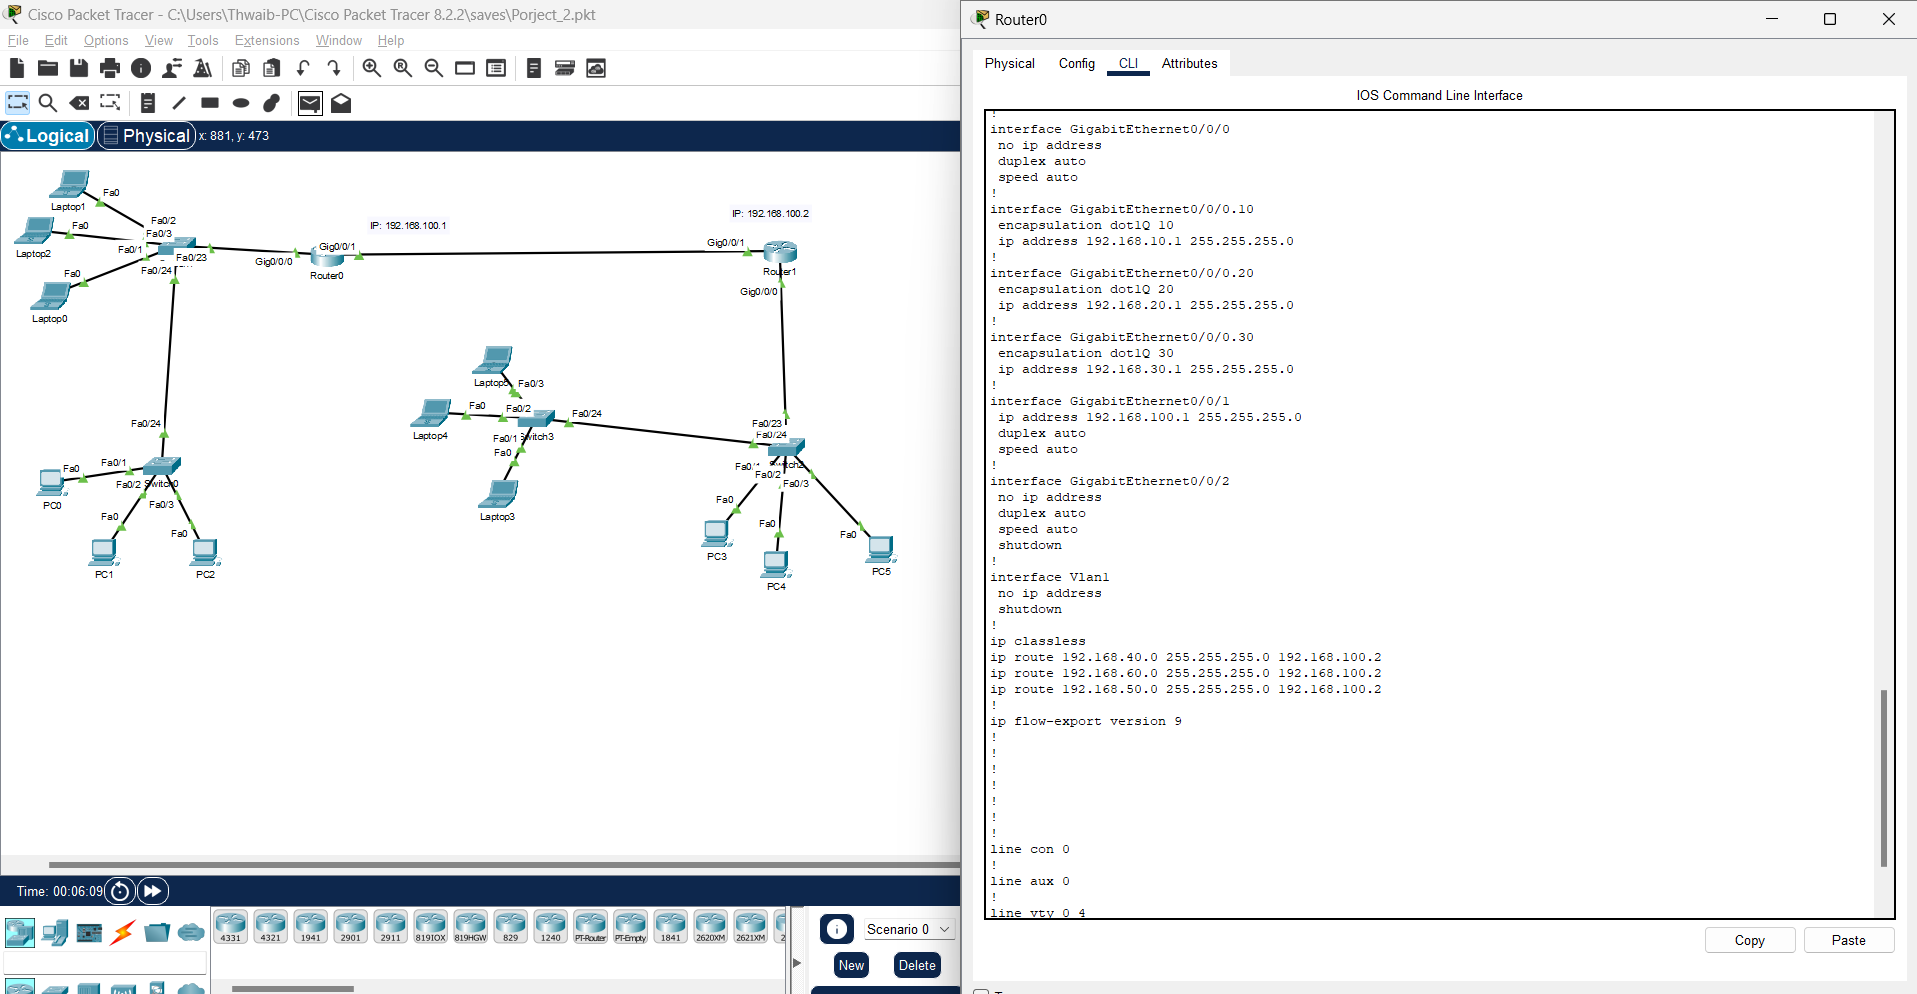 Cisco Packet Tracer - C:\Users\Thwaib-PC\Cisco Packet Tracer 8.2.2\saves\Porject_2.pkt
File Edit Options View Tools Extensions Window Help
Logical Physical x: 881, y: 473
Laptop1
Fa0
Fa0/2
Fa0
Fa0/3
Laptop2
Fa0/1
Fa0/23
Fa0/24
Fa0
Laptop0
IP: 192.168.100.1
Gig0/0/1
Gig0/0/0
Router0
IP: 192.168.100.2
Gig0/0/1
Router1
Gig0/0/0
Laptop5
Fa0/3
Fa0
Fa0/2
Fa0/24
Laptop4
Fa0/1
Switch3
Fa0
Laptop3
Fa0/23
Fa0/24
Fa0/2
Fa0/3
Fa0
Fa0
Fa0
PC3
PC4
PC5
Fa0/24
Fa0
Fa0/1
Fa0/2
Switch0
PC0
Fa0/3
Fa0
Fa0
PC1
PC2
Time: 00:06:09
4331 4321 1941 2901 2911 819IOX 819HGW 829 1240 PT-Router PT-Empty 1841 2620XM 2621XM 2
Scenario 0
New Delete
Router0
Physical Config CLI Attributes
IOS Command Line Interface
!
interface GigabitEthernet0/0/0
no ip address
duplex auto
speed auto
!
interface GigabitEthernet0/0/0.10
encapsulation dot1Q 10
ip address 192.168.10.1 255.255.255.0
!
interface GigabitEthernet0/0/0.20
encapsulation dot1Q 20
ip address 192.168.20.1 255.255.255.0
!
interface GigabitEthernet0/0/0.30
encapsulation dot1Q 30
ip address 192.168.30.1 255.255.255.0
!
interface GigabitEthernet0/0/1
ip address 192.168.100.1 255.255.255.0
duplex auto
speed auto
!
interface GigabitEthernet0/0/2
no ip address
duplex auto
speed auto
shutdown
!
interface Vlan1
no ip address
shutdown
!
ip classless
ip route 192.168.40.0 255.255.255.0 192.168.100.2
ip route 192.168.60.0 255.255.255.0 192.168.100.2
ip route 192.168.50.0 255.255.255.0 192.168.100.2
!
ip flow-export version 9
!
!
!
!
!
!
!
line con 0
!
line aux 0
!
line vty 0 4
Copy Paste